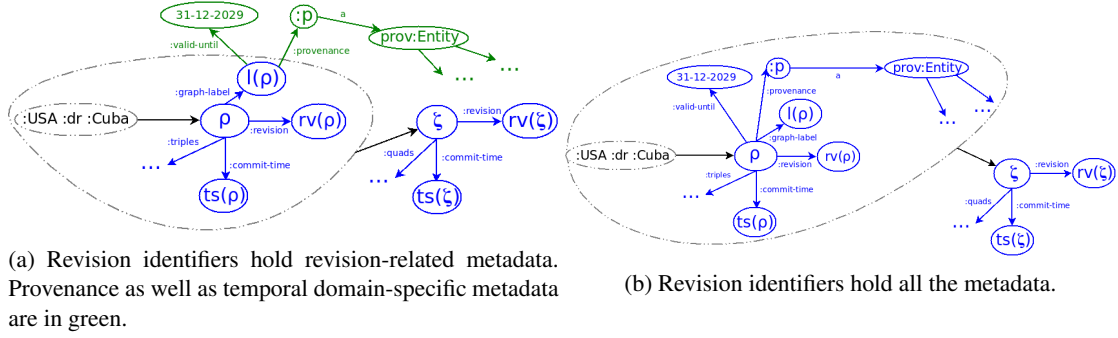 31-12-2029
:p
a
prov:Entity
:valid-until
:provenance
...
...
l(ρ)
:graph-label
:USA :dr :Cuba
ρ
:revision
rv(ρ)
:triples
...
:commit-time
ts(ρ)
ζ
:revision
rv(ζ)
:quads
...
:commit-time
ts(ζ)
(a) Revision identifiers hold revision-related metadata.
Provenance as well as temporal domain-specific metadata
are in green.
31-12-2029
:p
a
prov:Entity
:valid-until
:provenance
...
...
l(ρ)
:graph-label
:USA :dr :Cuba
ρ
:revision
rv(ρ)
:triples
...
:commit-time
ts(ρ)
ζ
:revision
rv(ζ)
:quads
...
:commit-time
ts(ζ)
(b) Revision identifiers hold all the metadata.